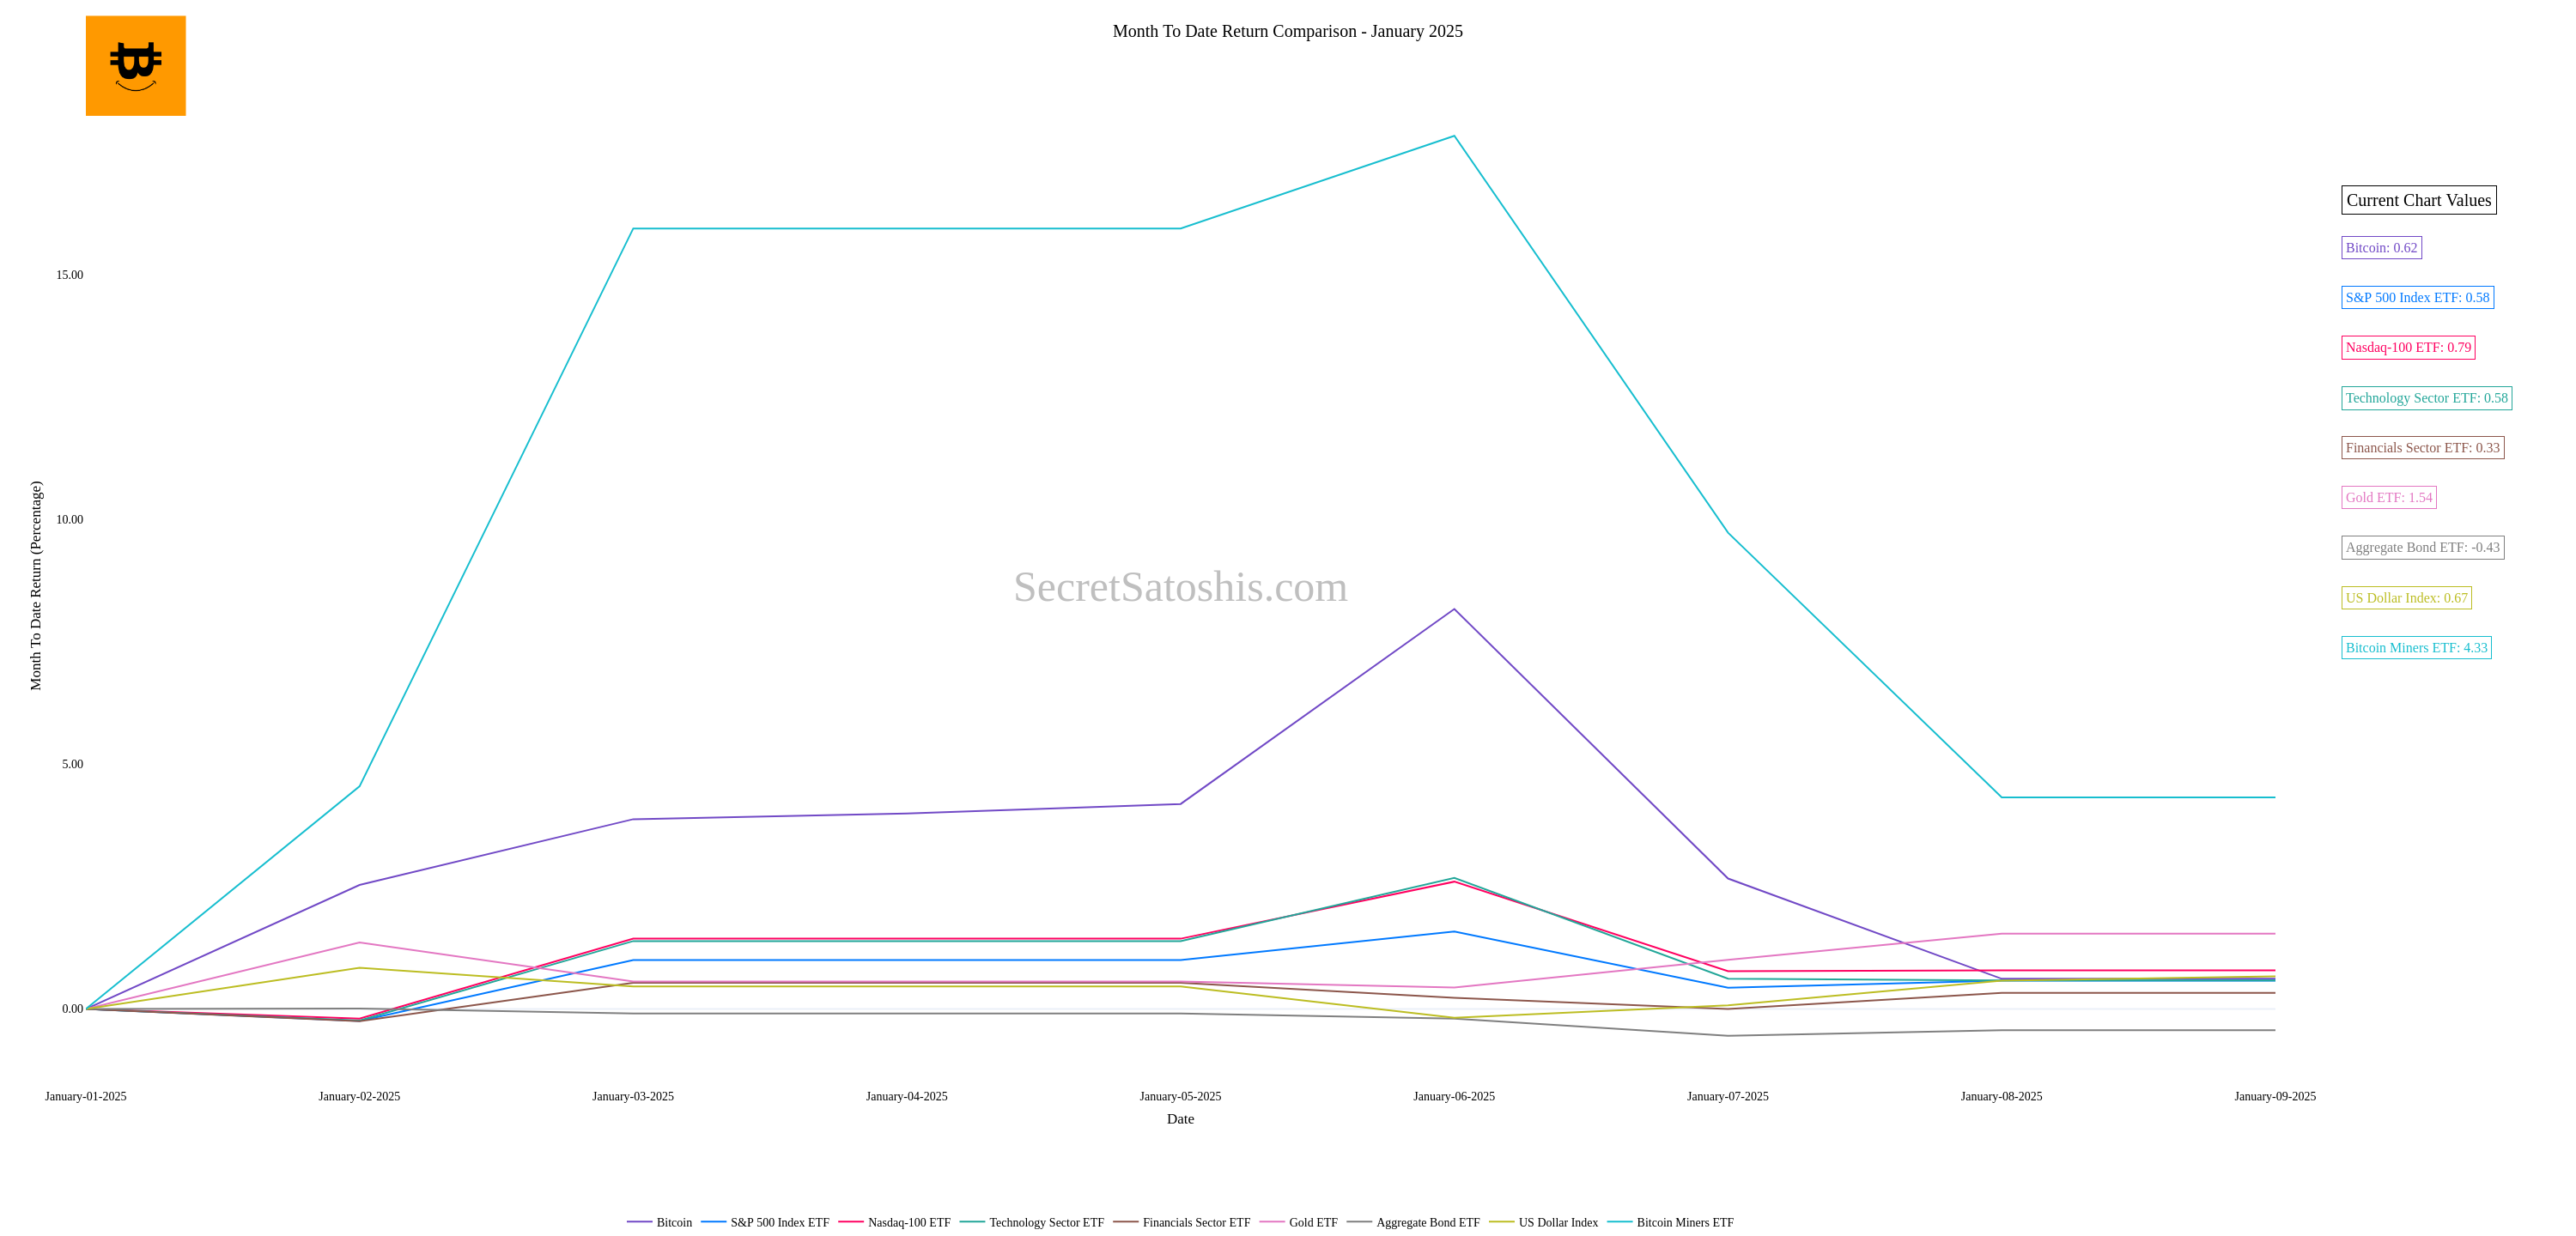 Month To Date Return Comparison - January 2025
Current Chart Values
Bitcoin: 0.62
S&P 500 Index ETF: 0.58
Nasdaq-100 ETF: 0.79
Technology Sector ETF: 0.58
Financials Sector ETF: 0.33
Gold ETF: 1.54
Aggregate Bond ETF: -0.43
US Dollar Index: 0.67
Bitcoin Miners ETF: 4.33
Month To Date Return (Percentage)
15.00
10.00
5.00
0.00
SecretSatoshis.com
January-01-2025 January-02-2025 January-03-2025 January-04-2025 January-05-2025 January-06-2025 January-07-2025 January-08-2025 January-09-2025
Date
Bitcoin S&P 500 Index ETF Nasdaq-100 ETF Technology Sector ETF Financials Sector ETF Gold ETF Aggregate Bond ETF US Dollar Index Bitcoin Miners ETF